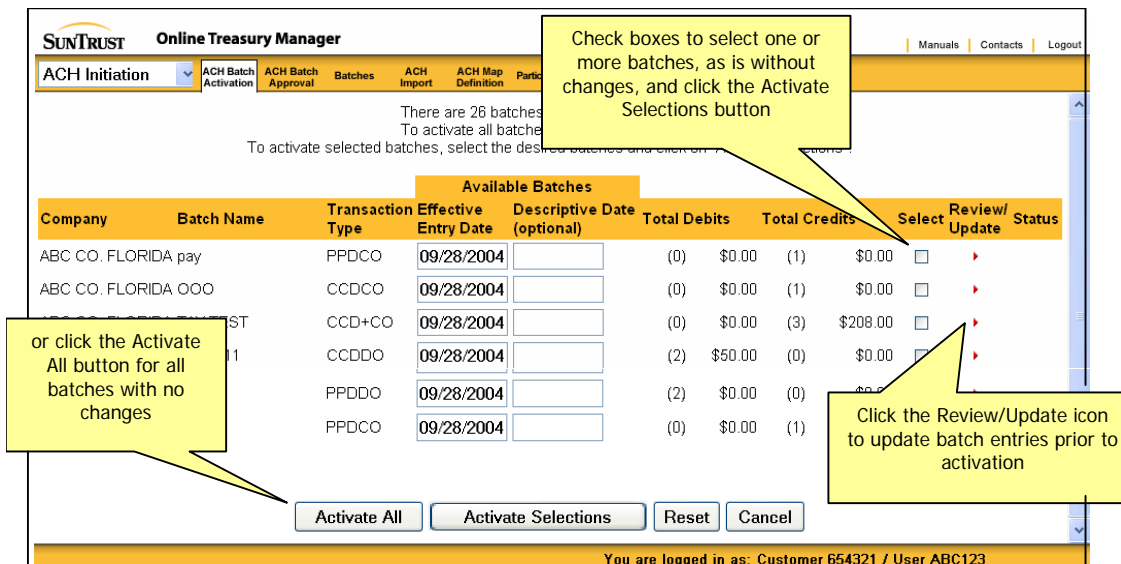 SUNTRUST Online Treasury Manager
Manuals Contacts Logout
Check boxes to select one or
more batches, as is without
changes, and click the Activate
Selections button
ACH Initiation
ACH Batch Activation
ACH Batch Approval
Batches
ACH Import
ACH Map Definition
There are 26 batches
To activate all
To activate selected batches, select the desired batches and click on
Available Batches
Company Batch Name Transaction Type Effective Entry Date Descriptive Date (optional) Total Debits Total Credits Select Review/ Update Status
ABC CO. FLORIDA pay PPDCO 09/28/2004 (0) $0.00 (1) $0.00
ABC CO. FLORIDA OOO CCDCO 09/28/2004 (0) $0.00 (1) $0.00
CCD+CO 09/28/2004 (0) $0.00 (3) $208.00
CCDDO 09/28/2004 (2) $50.00 (0) $0.00
PPDDO 09/28/2004 (2) $0.00 (0)
PPDCO 09/28/2004 (0) $0.00 (1)
or click the Activate
All button for all
batches with no
changes
Click the Review/Update icon
to update batch entries prior to
activation
Activate All Activate Selections Reset Cancel
You are logged in as: Customer 654321 / User ABC123